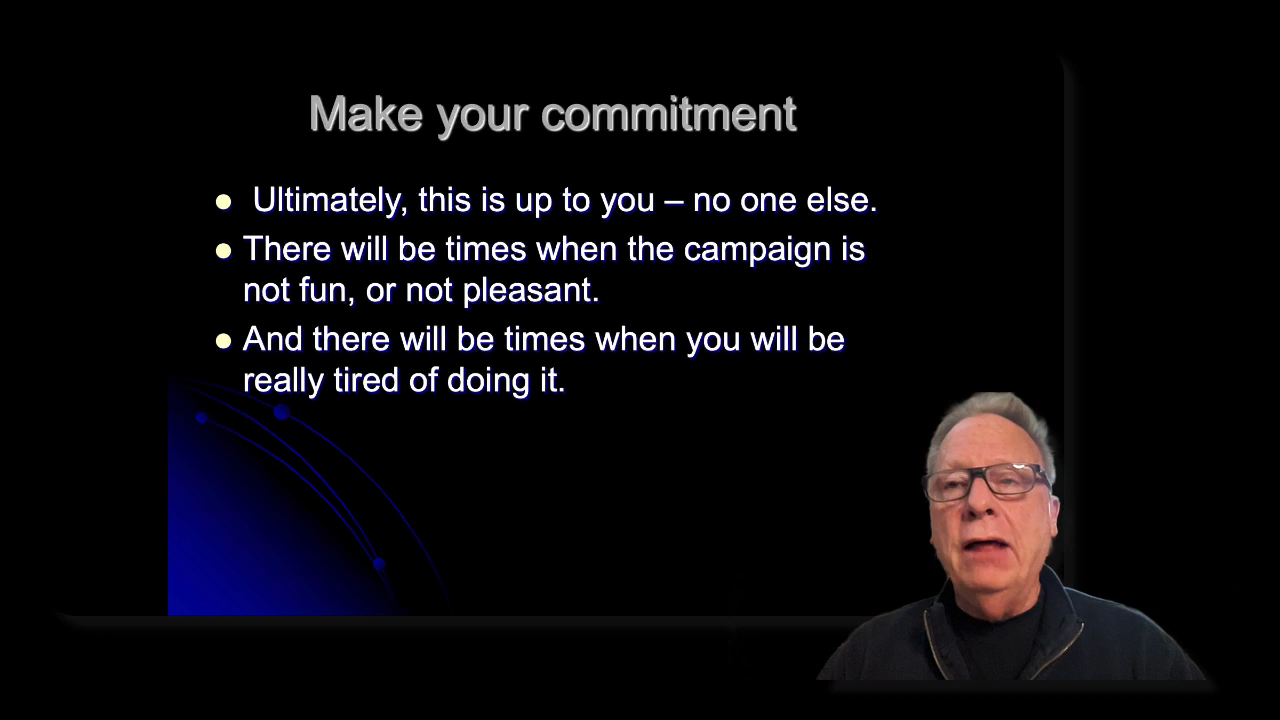 Make your commitment
Ultimately, this is up to you – no one else.
There will be times when the campaign is
not fun, or not pleasant.
And there will be times when you will be
really tired of doing it.